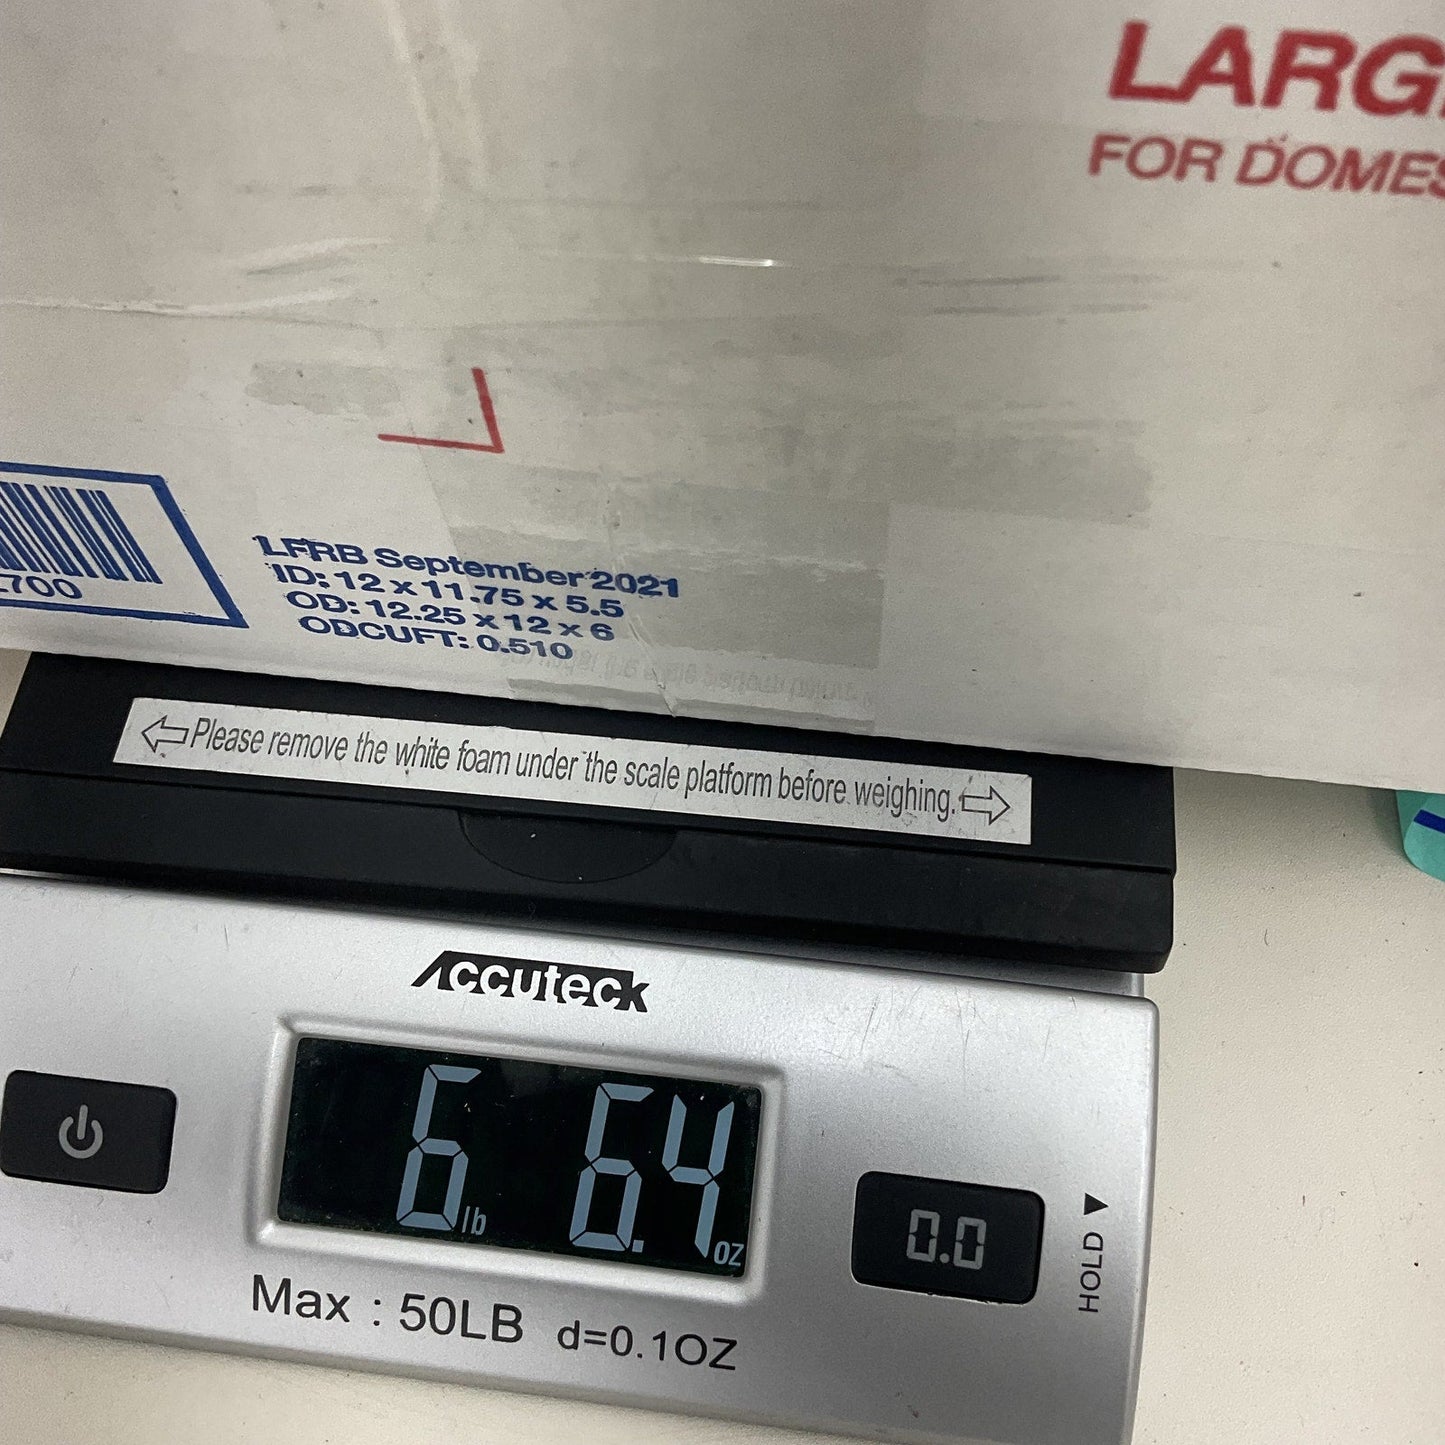 LARG
FOR DOMES
700
LFRB September 2021
ID: 12 x 11.75 x 5.5
OD: 12.25 x 12 x 6
ODCUFT: 0.510
Please remove the white foam under the scale platform before weighing.
Accuteck
6 lb 6.4 oz
0.0
HOLD
Max : 50LB d=0.1OZ